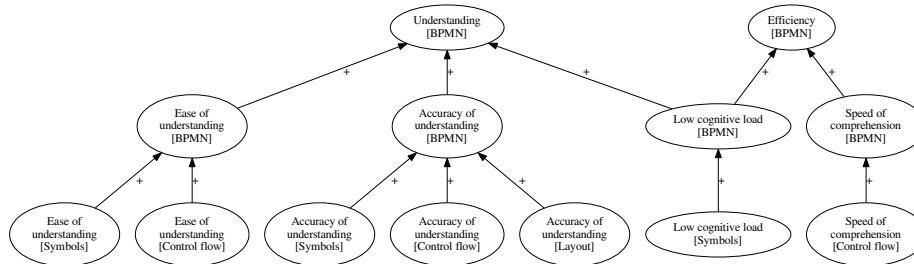 Understanding
[BPMN]
Efficiency
[BPMN]
+
+
+
+
+
Ease of
understanding
[BPMN]
Accuracy of
understanding
[BPMN]
Low cognitive load
[BPMN]
Speed of
comprehension
[BPMN]
+
+
+
+
+
+
+
Ease of
understanding
[Symbols]
Ease of
understanding
[Control flow]
Accuracy of
understanding
[Symbols]
Accuracy of
understanding
[Control flow]
Accuracy of
understanding
[Layout]
Low cognitive load
[Symbols]
Speed of
comprehension
[Control flow]